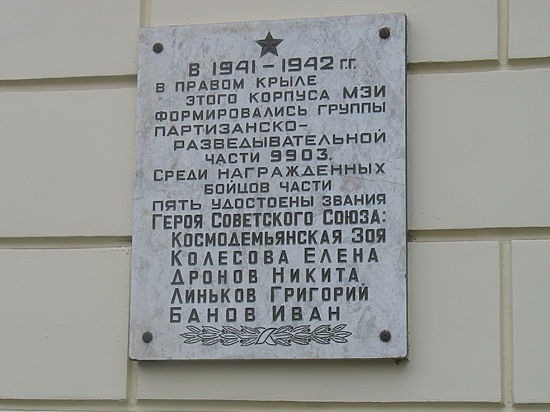 В 1941-1942 г.г.
В ПРАВОМ КРЫЛЕ
ЭТОГО КОРПУСА МЗИ
ФОРМИРОВАЛИСЬ ГРУППЫ
ПАРТИЗАНСКО-
РАЗВЕДЫВАТЕЛЬНОЙ
ЧАСТИ 9903.
СРЕДИ НАГРАЖДЕННЫХ
БОЙЦОВ ЧАСТИ
ПЯТЬ УДОСТОЕНЫ ЗВАНИЯ
ГЕРОЯ СОВЕТСКОГО СОЮЗА:
КОСМОДЕМЬЯНСКАЯ ЗОЯ
КОЛЕСОВА ЕЛЕНА
ДРОНОВ НИКИТА
ЛИНЬКОВ ГРИГОРИЙ
БАНОВ ИВАН